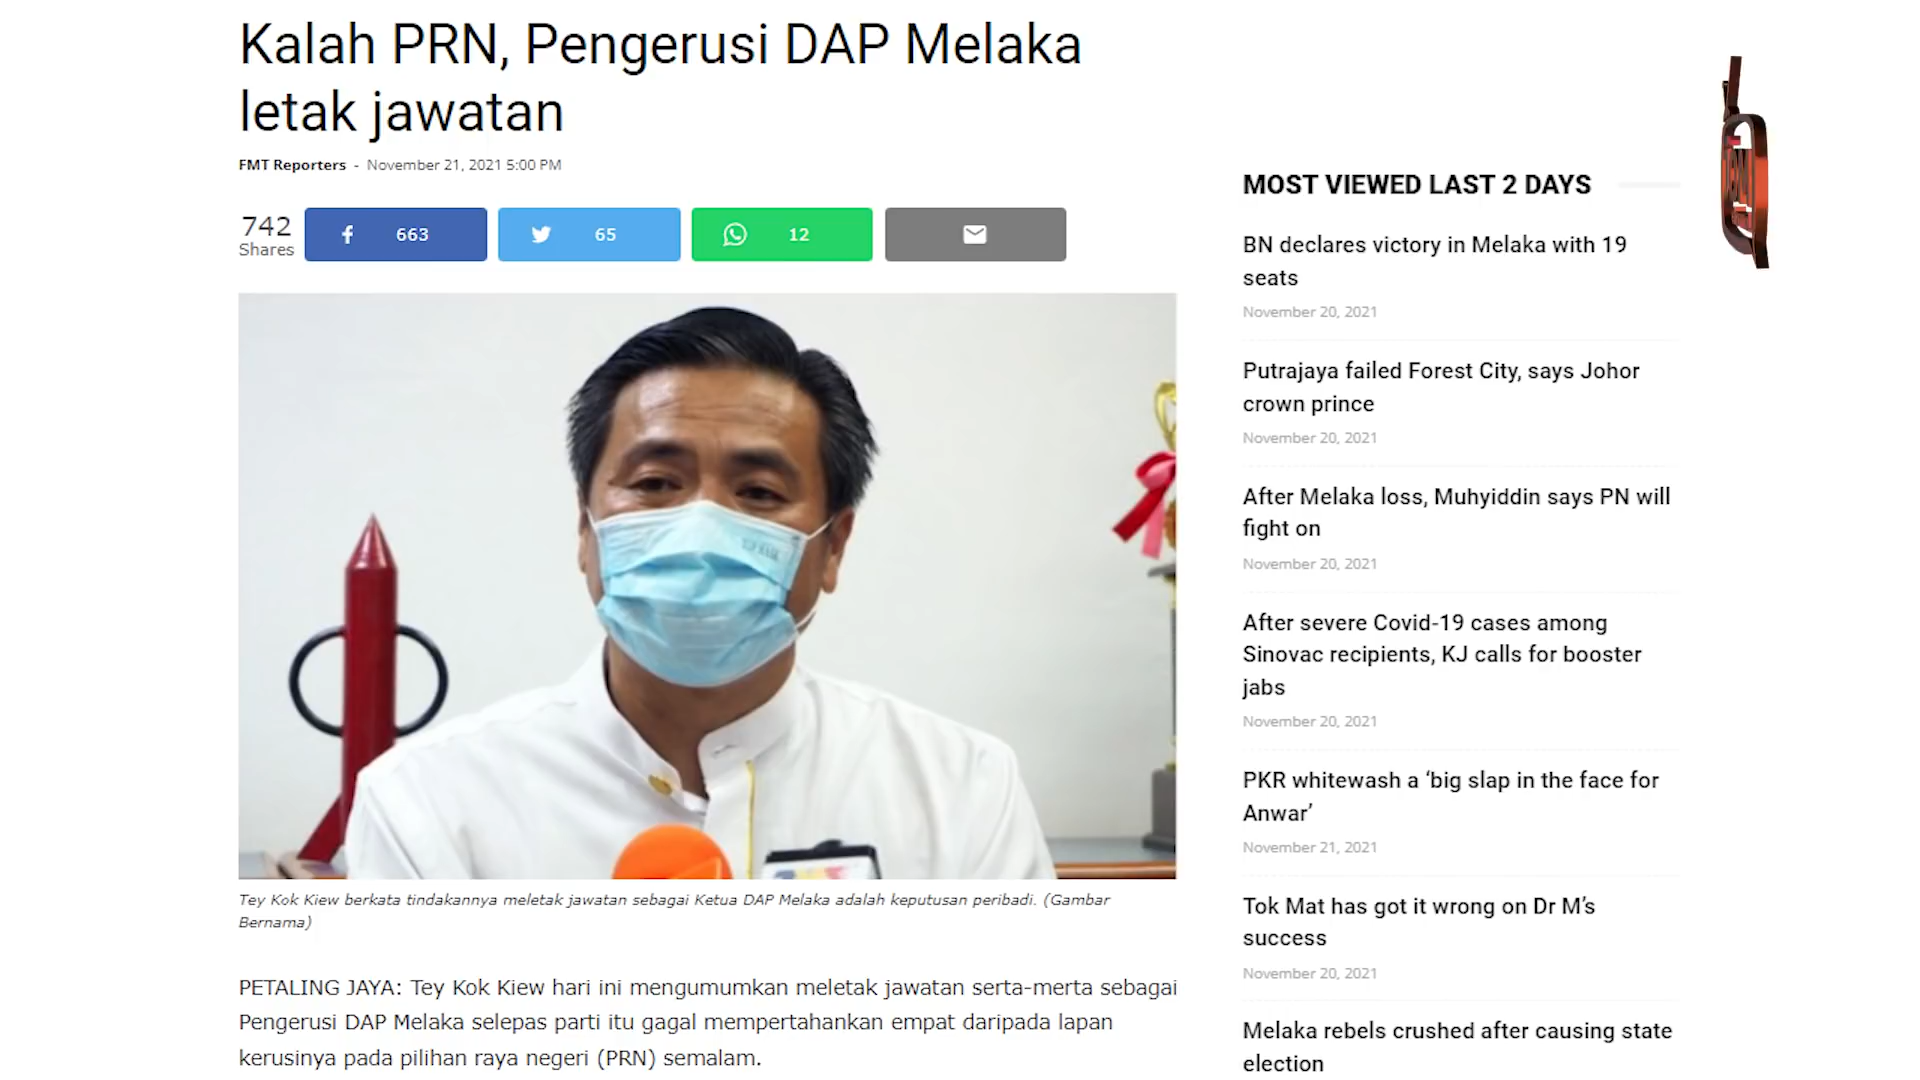 Kalah PRN, Pengerusi DAP Melaka
letak jawatan
FMT Reporters - November 21, 2021 5:00 PM
742
Shares
663
65
12
Tey Kok Kiew berkata tindakannya meletak jawatan sebagai Ketua DAP Melaka adalah keputusan peribadi. (Gambar
Bernama)
PETALING JAYA: Tey Kok Kiew hari ini mengumumkan meletak jawatan serta-merta sebagai
Pengerusi DAP Melaka selepas parti itu gagal mempertahankan empat daripada lapan
kerusinya pada pilihan raya negeri (PRN) semalam.
MOST VIEWED LAST 2 DAYS
BN declares victory in Melaka with 19
seats
November 20, 2021
Putrajaya failed Forest City, says Johor
crown prince
November 20, 2021
After Melaka loss, Muhyiddin says PN will
fight on
November 20, 2021
After severe Covid-19 cases among
Sinovac recipients, KJ calls for booster
jabs
November 20, 2021
PKR whitewash a ‘big slap in the face for
Anwar’
November 21, 2021
Tok Mat has got it wrong on Dr M’s
success
November 20, 2021
Melaka rebels crushed after causing state
election